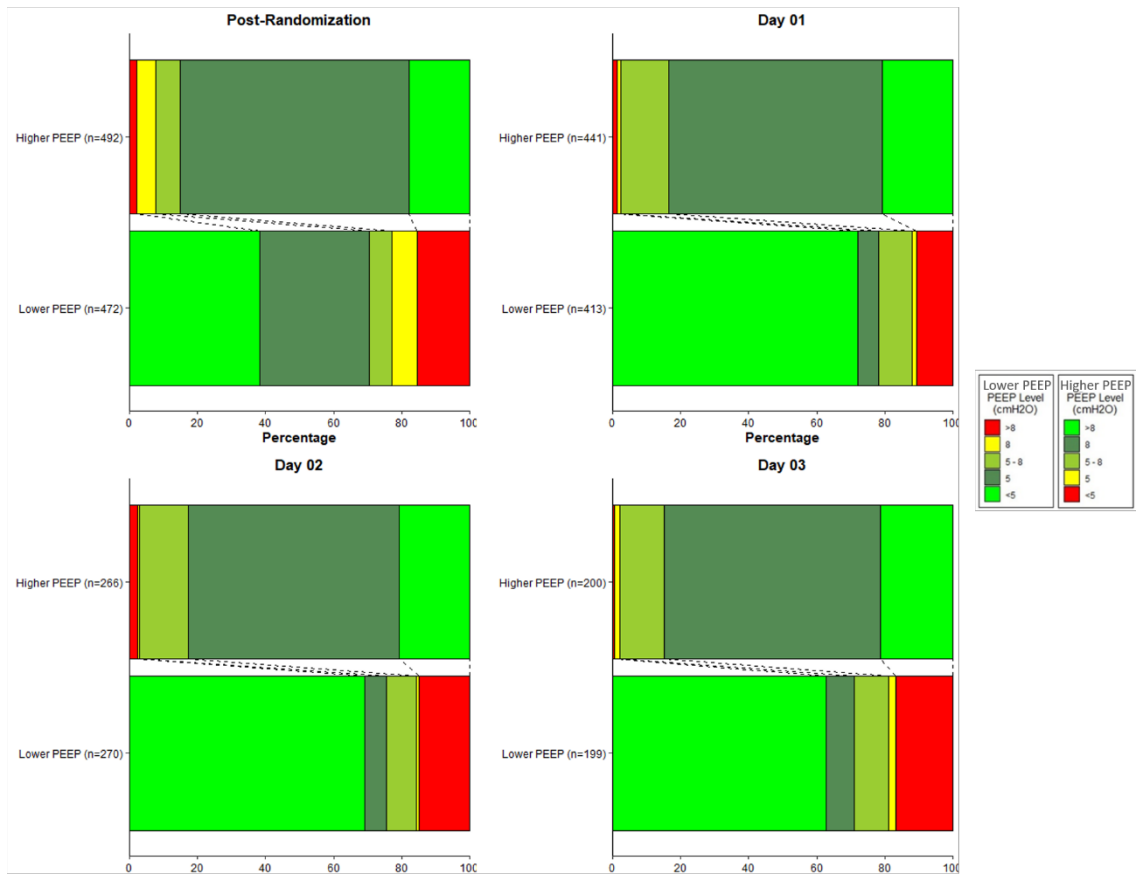 Post-Randomization
Higher PEEP (n=492)
Lower PEEP (n=472)
0 20 40 60 80 100
Percentage
Day 01
Higher PEEP (n=441)
Lower PEEP (n=413)
0 20 40 60 80 100
Percentage
Day 02
Higher PEEP (n=266)
Lower PEEP (n=270)
0 20 40 60 80 100
Day 03
Higher PEEP (n=200)
Lower PEEP (n=199)
0 20 40 60 80 100
Lower PEEP
PEEP Level
(cmH2O)
>8
8
5 - 8
5
<5
Higher PEEP
PEEP Level
(cmH2O)
>8
8
5 - 8
5
<5